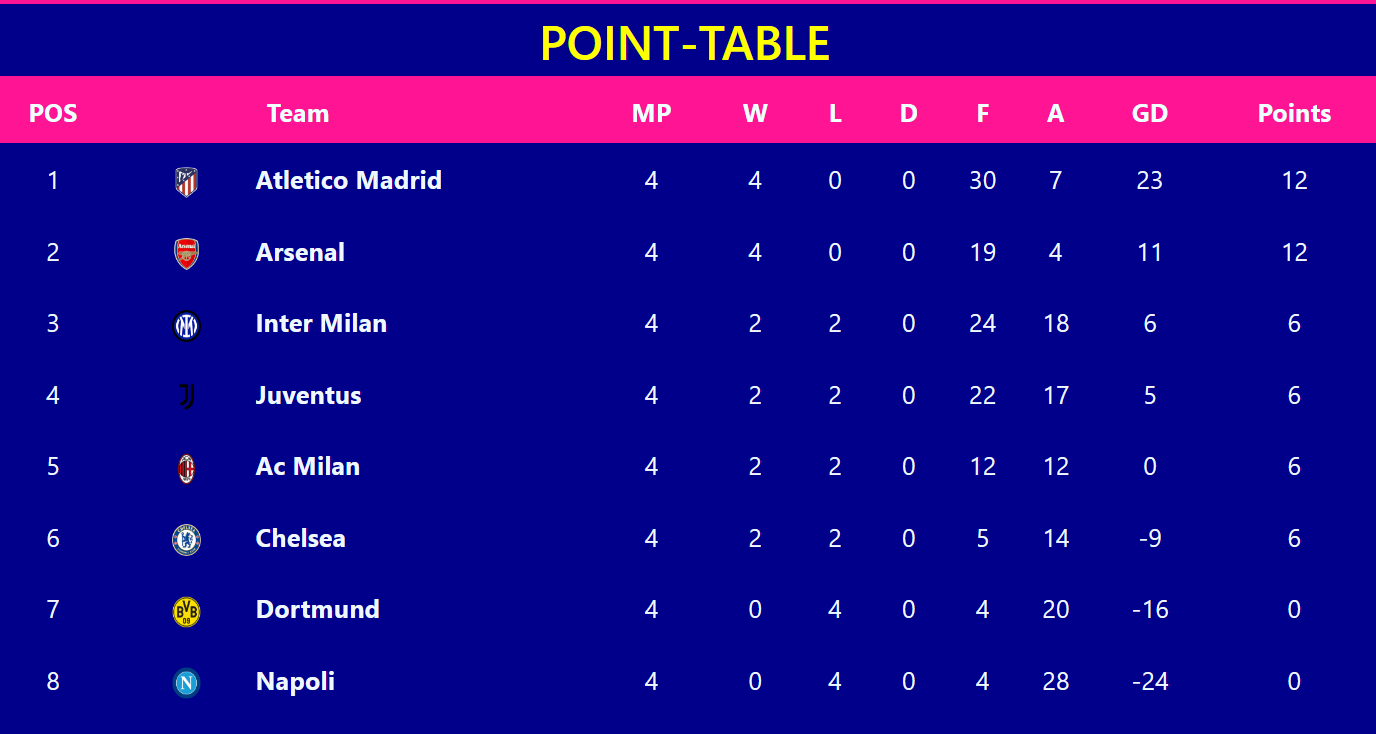 POINT-TABLE
POS Team MP W L D F A GD Points
1 Atletico Madrid 4 4 0 0 30 7 23 12
2 Arsenal 4 4 0 0 19 4 11 12
3 Inter Milan 4 2 2 0 24 18 6 6
4 Juventus 4 2 2 0 22 17 5 6
5 Ac Milan 4 2 2 0 12 12 0 6
6 Chelsea 4 2 2 0 5 14 -9 6
7 Dortmund 4 0 4 0 4 20 -16 0
8 Napoli 4 0 4 0 4 28 -24 0